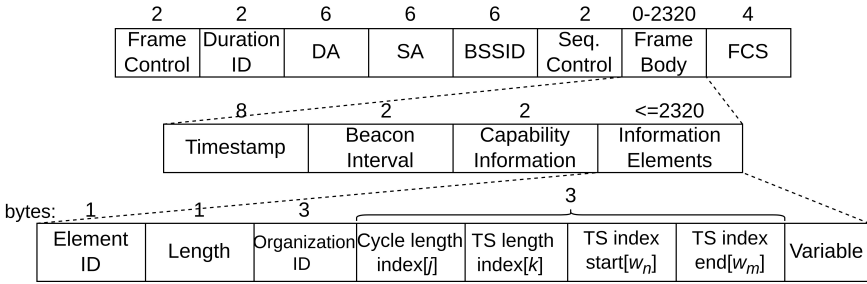 2 2 6 6 6 2 0-2320 4
Frame Duration DA SA BSSID Seq. Frame FCS
Control ID Control Body
8 2 2 <=2320
Timestamp Beacon Capability Information
Interval Information Elements
bytes: 1 1 3 3
Element Length Organization Cycle length TS length TS index TS index Variable
ID ID index[j] index[k] start[wn] end[wm]